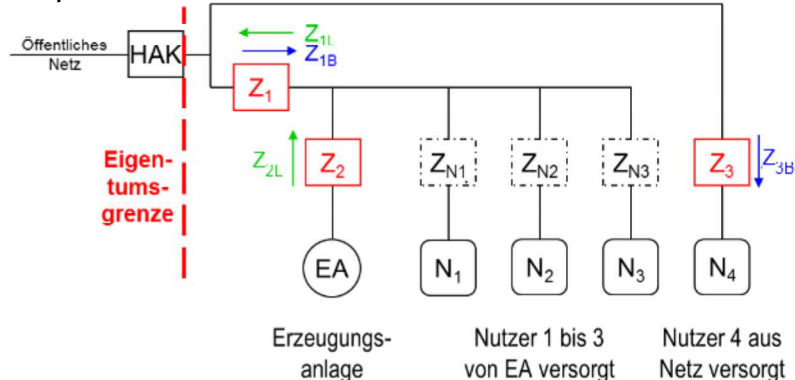 Z1L
Z1B
Öffentliches
Netz
HAK
Z1
Eigen-
tums-
grenze
Z2L
Z2
ZN1
ZN2
ZN3
Z3
Z3B
EA
N1
N2
N3
N4
Erzeugungs-
anlage
Nutzer 1 bis 3
von EA versorgt
Nutzer 4 aus
Netz versorgt